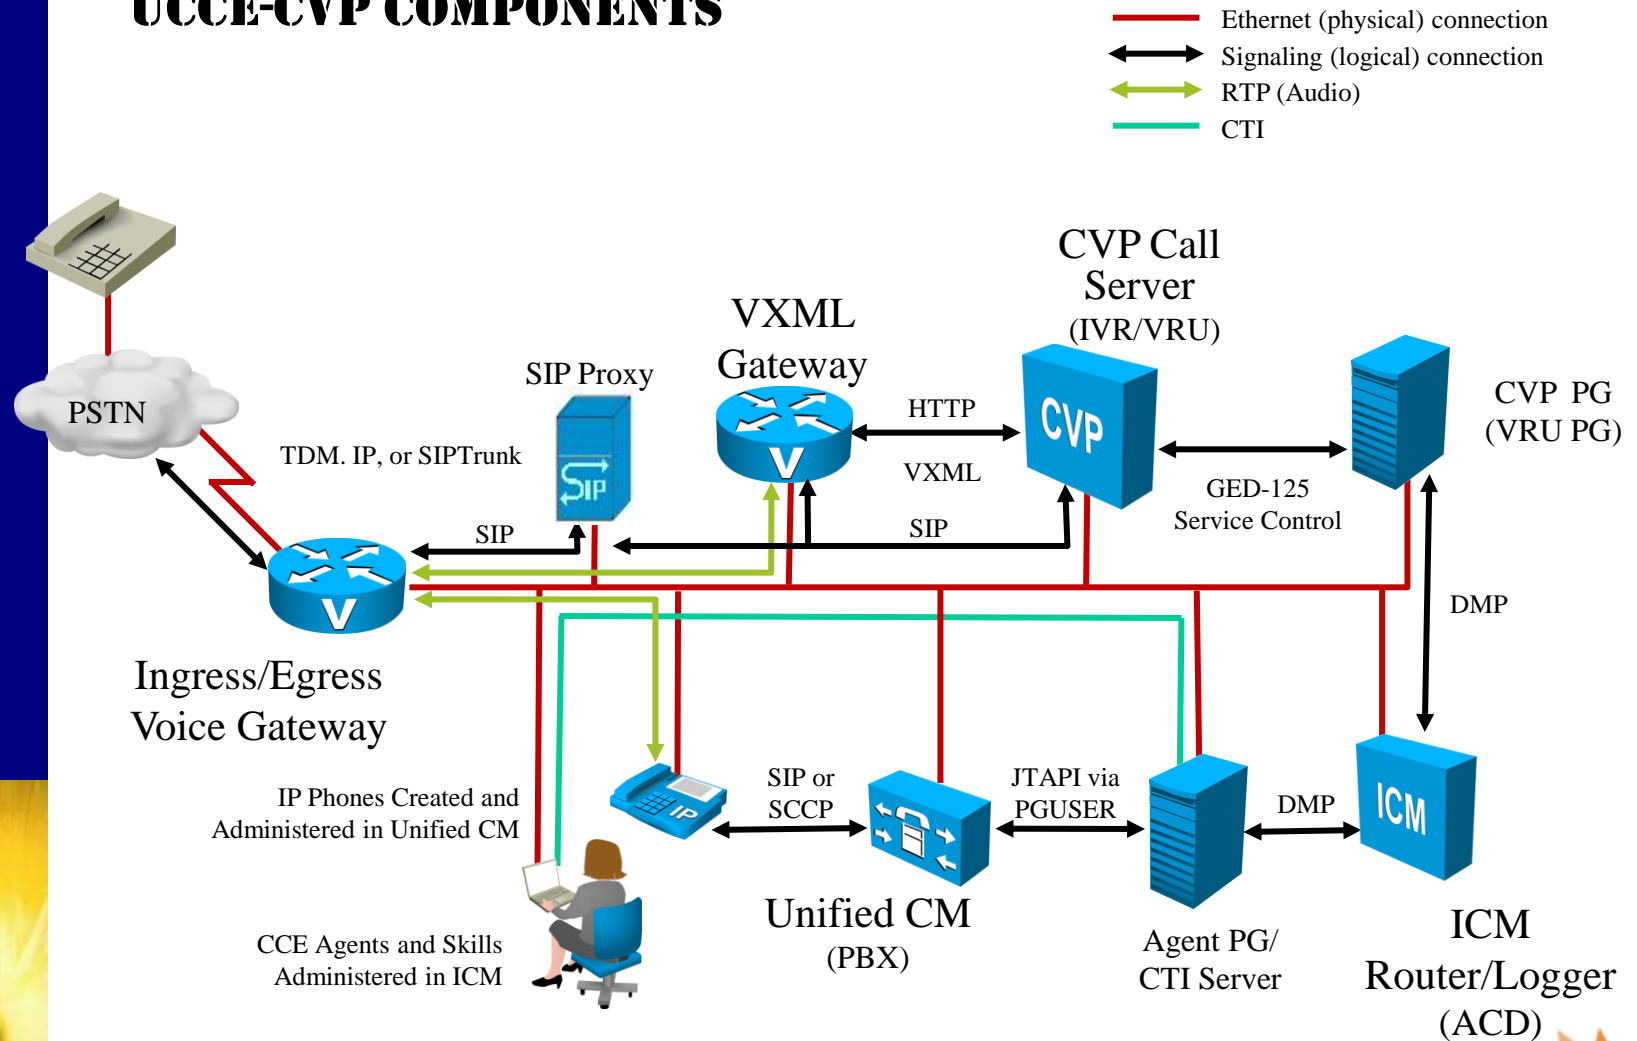 UCCE-CVP COMPONENTS
Ethernet (physical) connection
Signaling (logical) connection
RTP (Audio)
CTI
CVP Call
Server
(IVR/VRU)
VXML
Gateway
SIP Proxy
CVP PG
(VRU PG)
PSTN
TDM. IP, or SIPTrunk
SIP
HTTP
VXML
CVP
GED-125
Service Control
V
SIP
SIP
DMP
V
Ingress/Egress
Voice Gateway
IP Phones Created and
Administered in Unified CM
IP
SIP or
SCCP
JTAPI via
PGUSER
DMP
ICM
CCE Agents and Skills
Administered in ICM
Unified CM
(PBX)
Agent PG/
CTI Server
ICM
Router/Logger
(ACD)